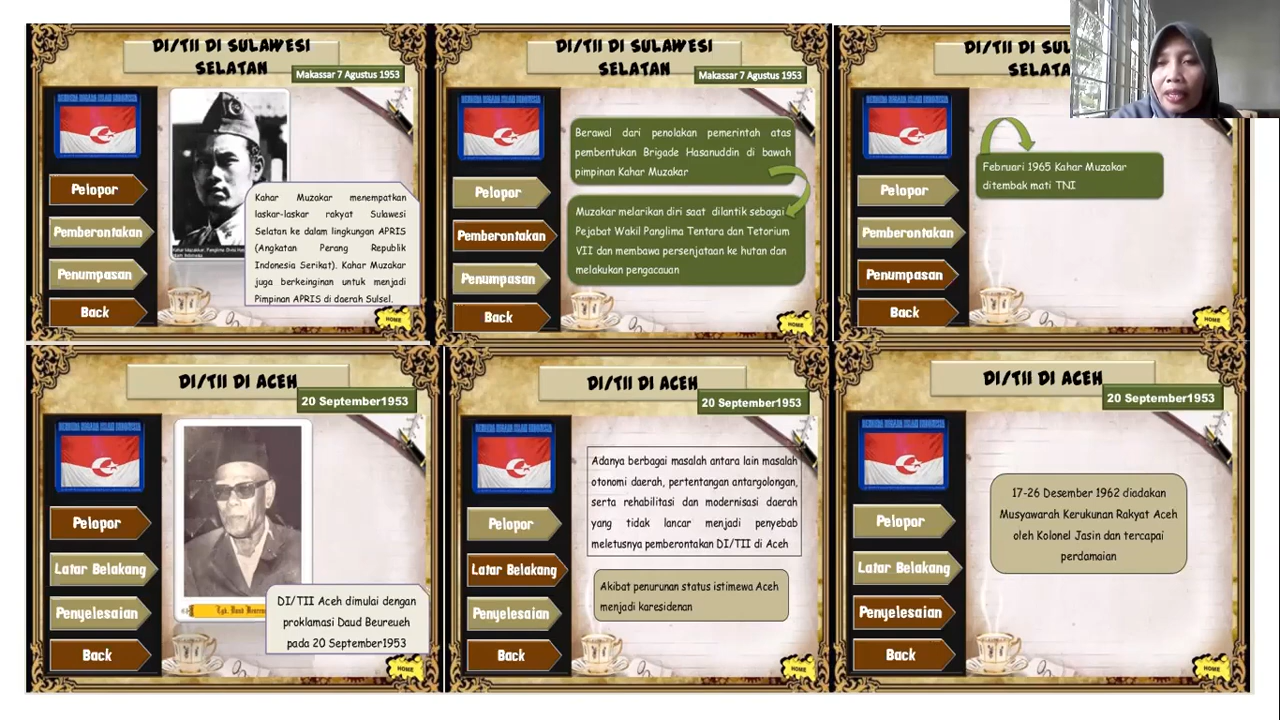 DI/TII DI SULAWESI
SELATAN
Makassar 7 Agustus 1953
Pelopor
Pemberontakan
Penumpasan
Back
Kahar Muzakar menempatkan
laskar-laskar rakyat Sulawesi
Selatan ke dalam lingkungan APRIS
(Angkatan Perang Republik
Indonesia Serikat). Kahar Muzakar
juga berkeinginan untuk menjadi
Pimpinan APRIS di daerah Sulsel.
HOME
DI/TII DI SULAWESI
SELATAN
Makassar 7 Agustus 1953
Pelopor
Pemberontakan
Penumpasan
Back
Berawal dari penolakan pemerintah atas
pembentukan Brigade Hasanuddin di bawah
pimpinan Kahar Muzakar
Muzakar melarikan diri saat dilantik sebagai
Pejabat Wakil Panglima Tentara dan Tetorium
VII dan membawa persenjataan ke hutan dan
melakukan pengacauan
HOME
DI/TII DI SUL
SELATA
Pelopor
Pemberontakan
Penumpasan
Back
Februari 1965 Kahar Muzakar
ditembak mati TNI
HOME
DI/TII DI ACEH
20 September1953
Pelopor
Latar Belakang
Penyelesaian
Back
DI/TII Aceh dimulai dengan
proklamasi Daud Beureueh
pada 20 September1953
HOME
DI/TII DI ACEH
20 September1953
Pelopor
Latar Belakang
Penyelesaian
Back
Adanya berbagai masalah antara lain masalah
otonomi daerah, pertentangan antargolongan,
serta rehabilitasi dan modernisasi daerah
yang tidak lancar menjadi penyebab
meletusnya pemberontakan DI/TII di Aceh
Akibat penurunan status istimewa Aceh
menjadi karesidenan
HOME
DI/TII DI ACEH
20 September1953
Pelopor
Latar Belakang
Penyelesaian
Back
17-26 Desember 1962 diadakan
Musyawarah Kerukunan Rakyat Aceh
oleh Kolonel Jasin dan tercapai
perdamaian
HOME